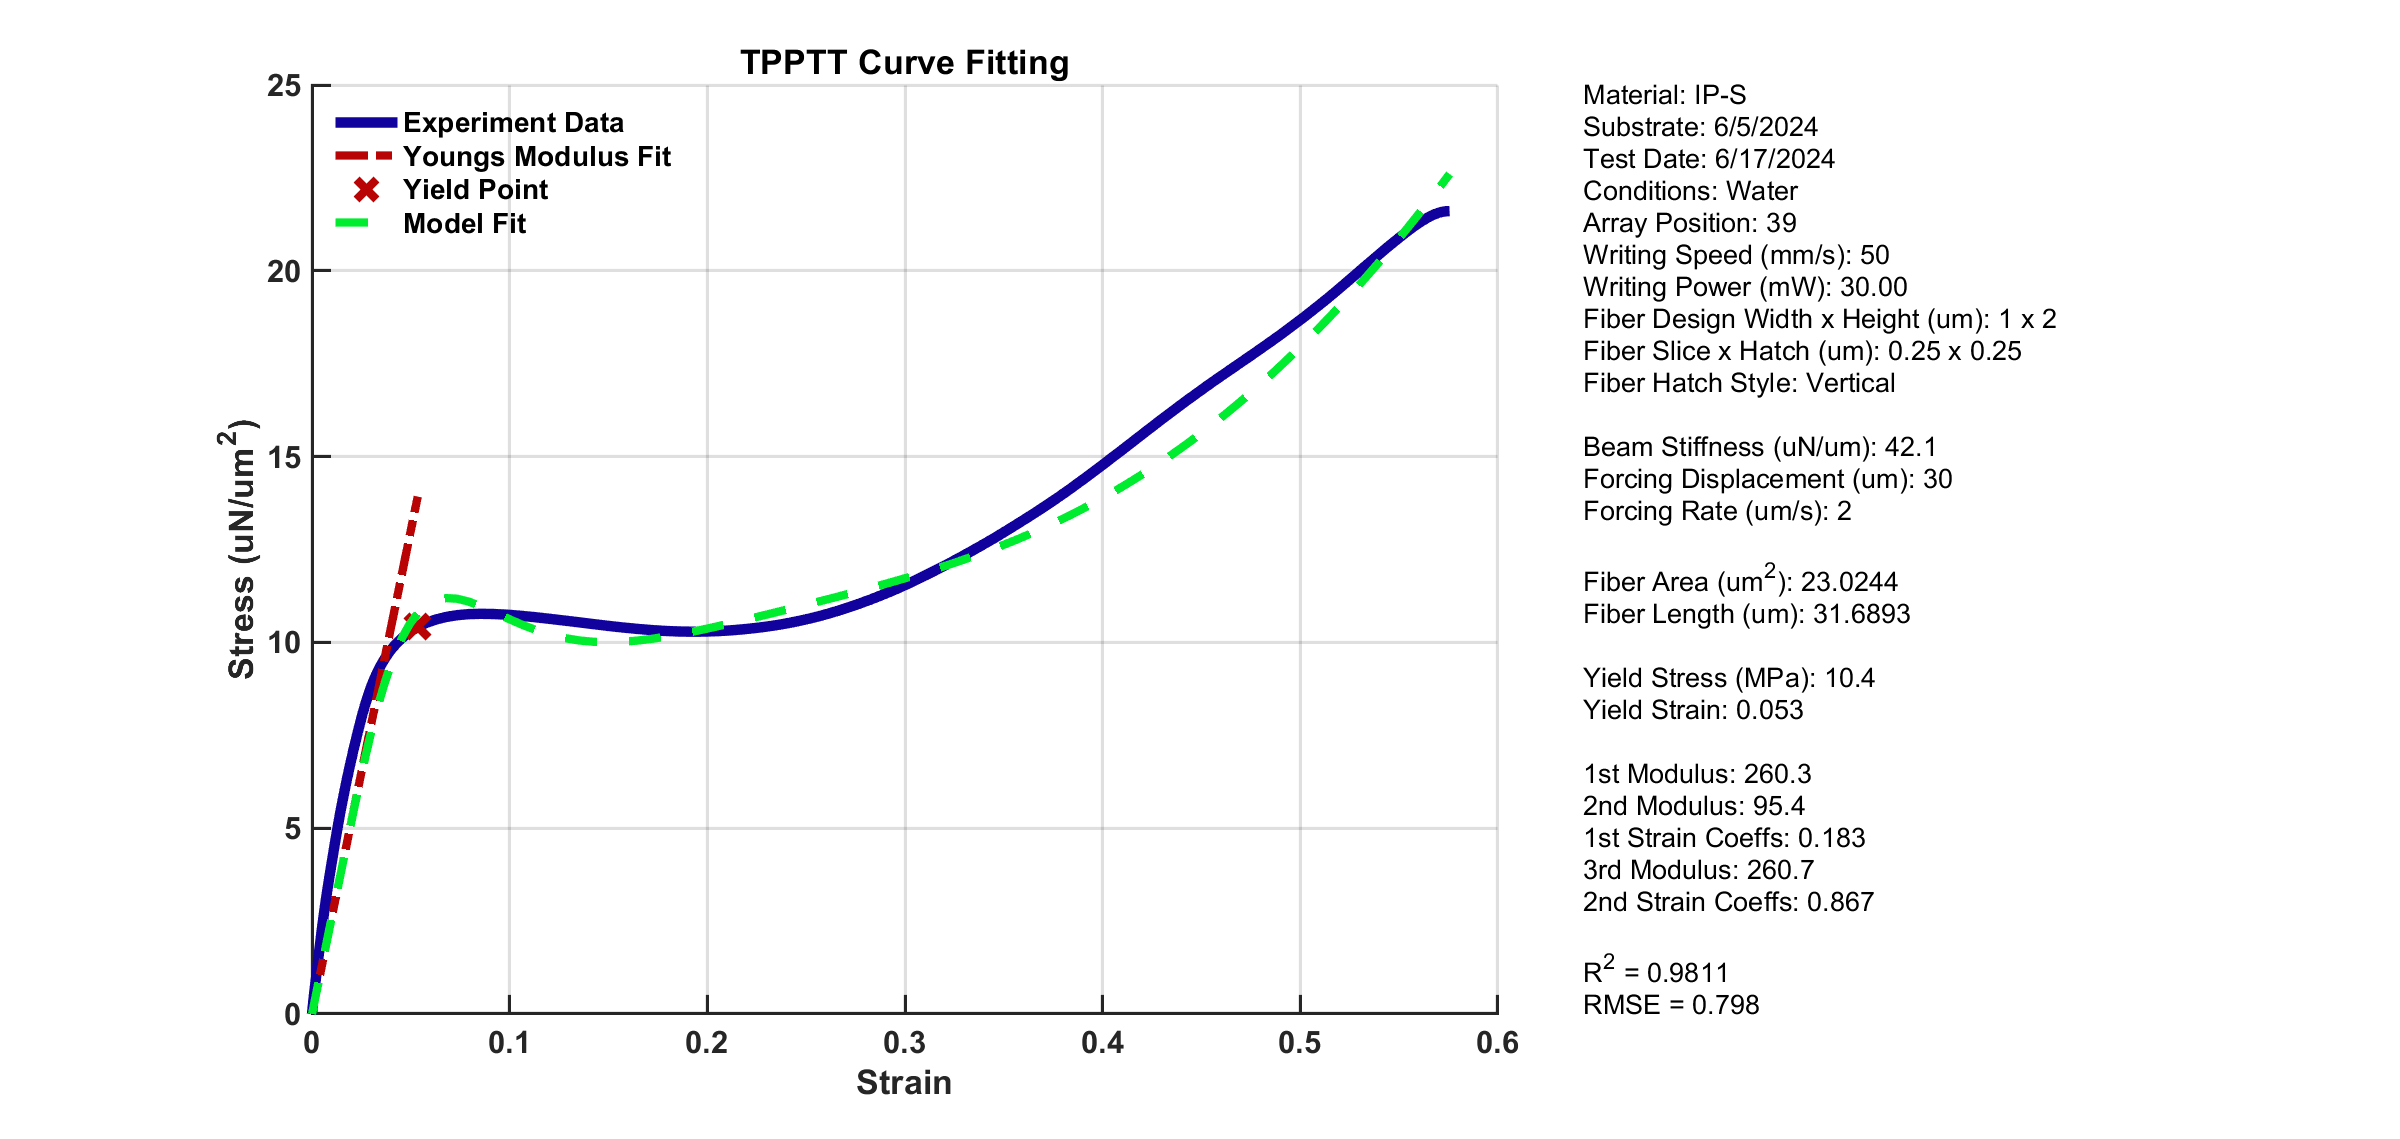 TPPTT Curve Fitting
25
20
15
10
5
0
Stress (uN/um²)
Experiment Data
Youngs Modulus Fit
Yield Point
Model Fit
0 0.1 0.2 0.3 0.4 0.5 0.6
Strain
Material: IP-S
Substrate: 6/5/2024
Test Date: 6/17/2024
Conditions: Water
Array Position: 39
Writing Speed (mm/s): 50
Writing Power (mW): 30.00
Fiber Design Width x Height (um): 1 x 2
Fiber Slice x Hatch (um): 0.25 x 0.25
Fiber Hatch Style: Vertical
Beam Stiffness (uN/um): 42.1
Forcing Displacement (um): 30
Forcing Rate (um/s): 2
Fiber Area (um²): 23.0244
Fiber Length (um): 31.6893
Yield Stress (MPa): 10.4
Yield Strain: 0.053
1st Modulus: 260.3
2nd Modulus: 95.4
1st Strain Coeffs: 0.183
3rd Modulus: 260.7
2nd Strain Coeffs: 0.867
R² = 0.9811
RMSE = 0.798